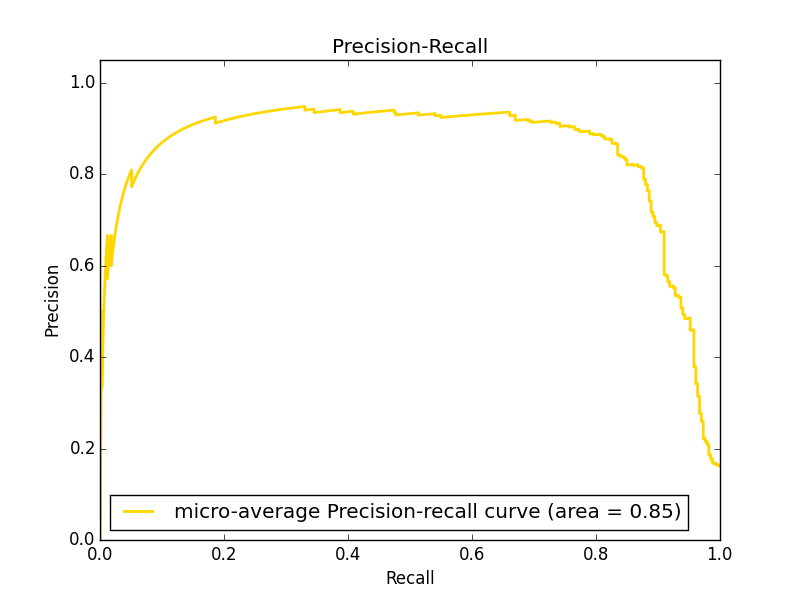 Precision-Recall
1.0
0.8
0.6
0.4
0.2
0.0
Precision
micro-average Precision-recall curve (area = 0.85)
0.0 0.2 0.4 0.6 0.8 1.0
Recall